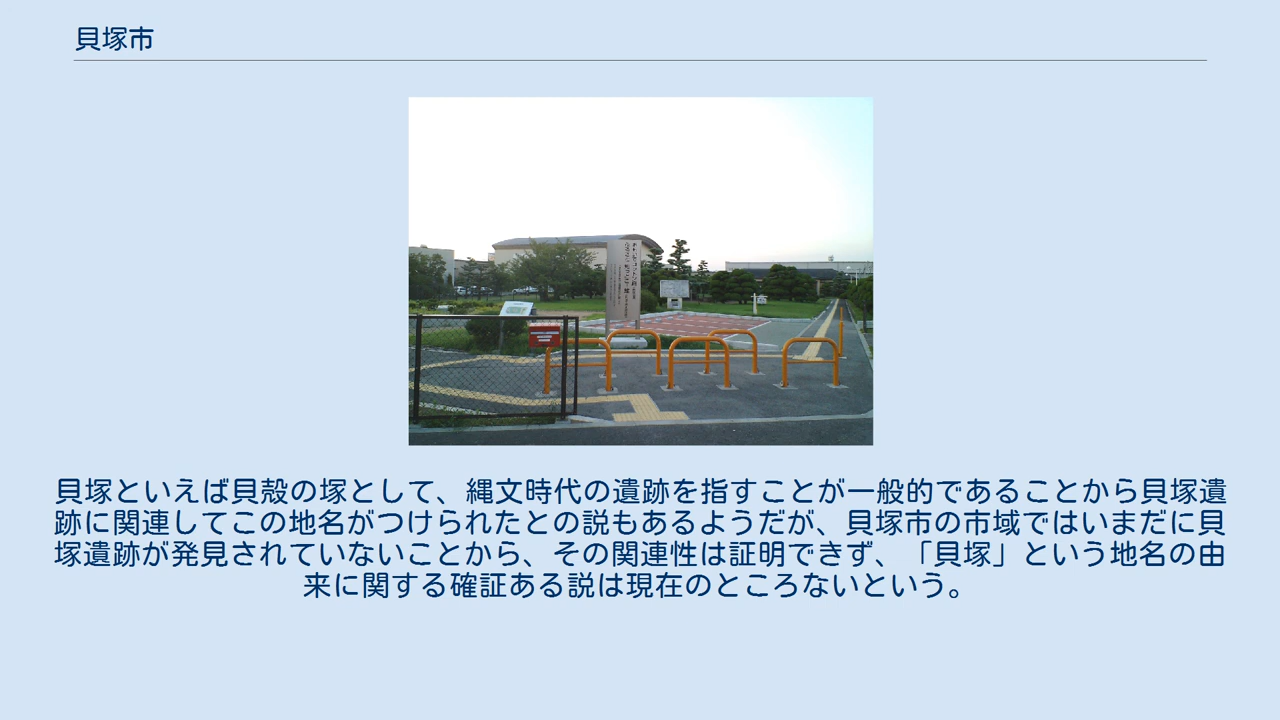 貝塚市
貝塚といえば貝殻の塚として、縄文時代の遺跡を指すことが一般的であることから貝塚遺
跡に関連してこの地名がつけられたとの説もあるようだが、貝塚市の市域ではいまだに貝
塚遺跡が発見されていないことから、その関連性は証明できず、「貝塚」という地名の由
来に関する確証ある説は現在のところないという。